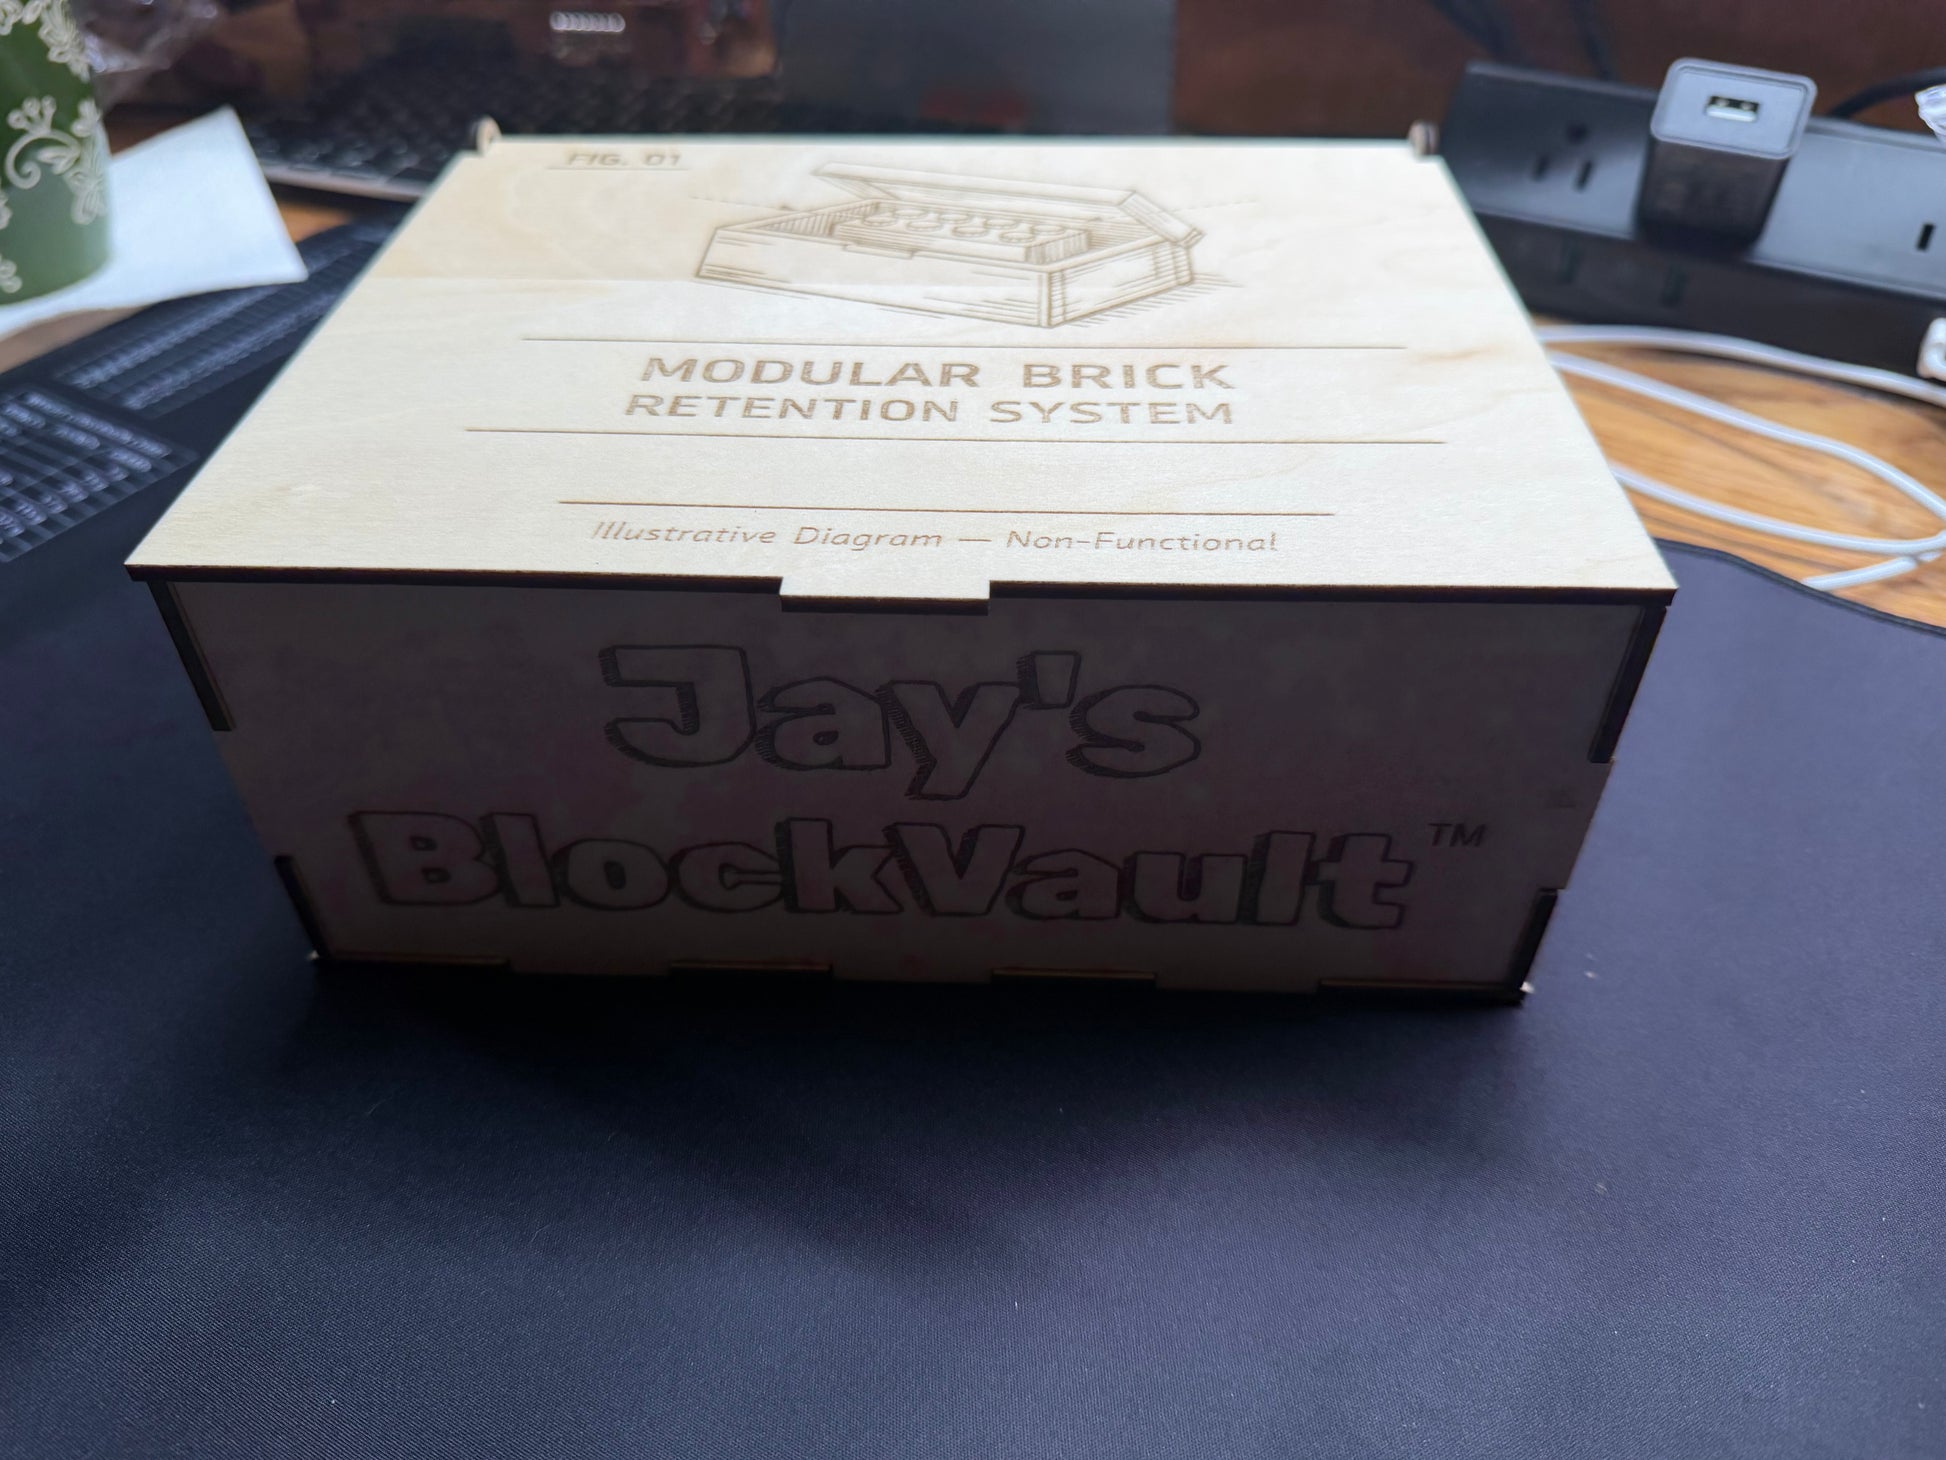 FIG. 01
MODULAR BRICK
RETENTION SYSTEM
Illustrative Diagram — Non-Functional
Jay's
BlockVault™